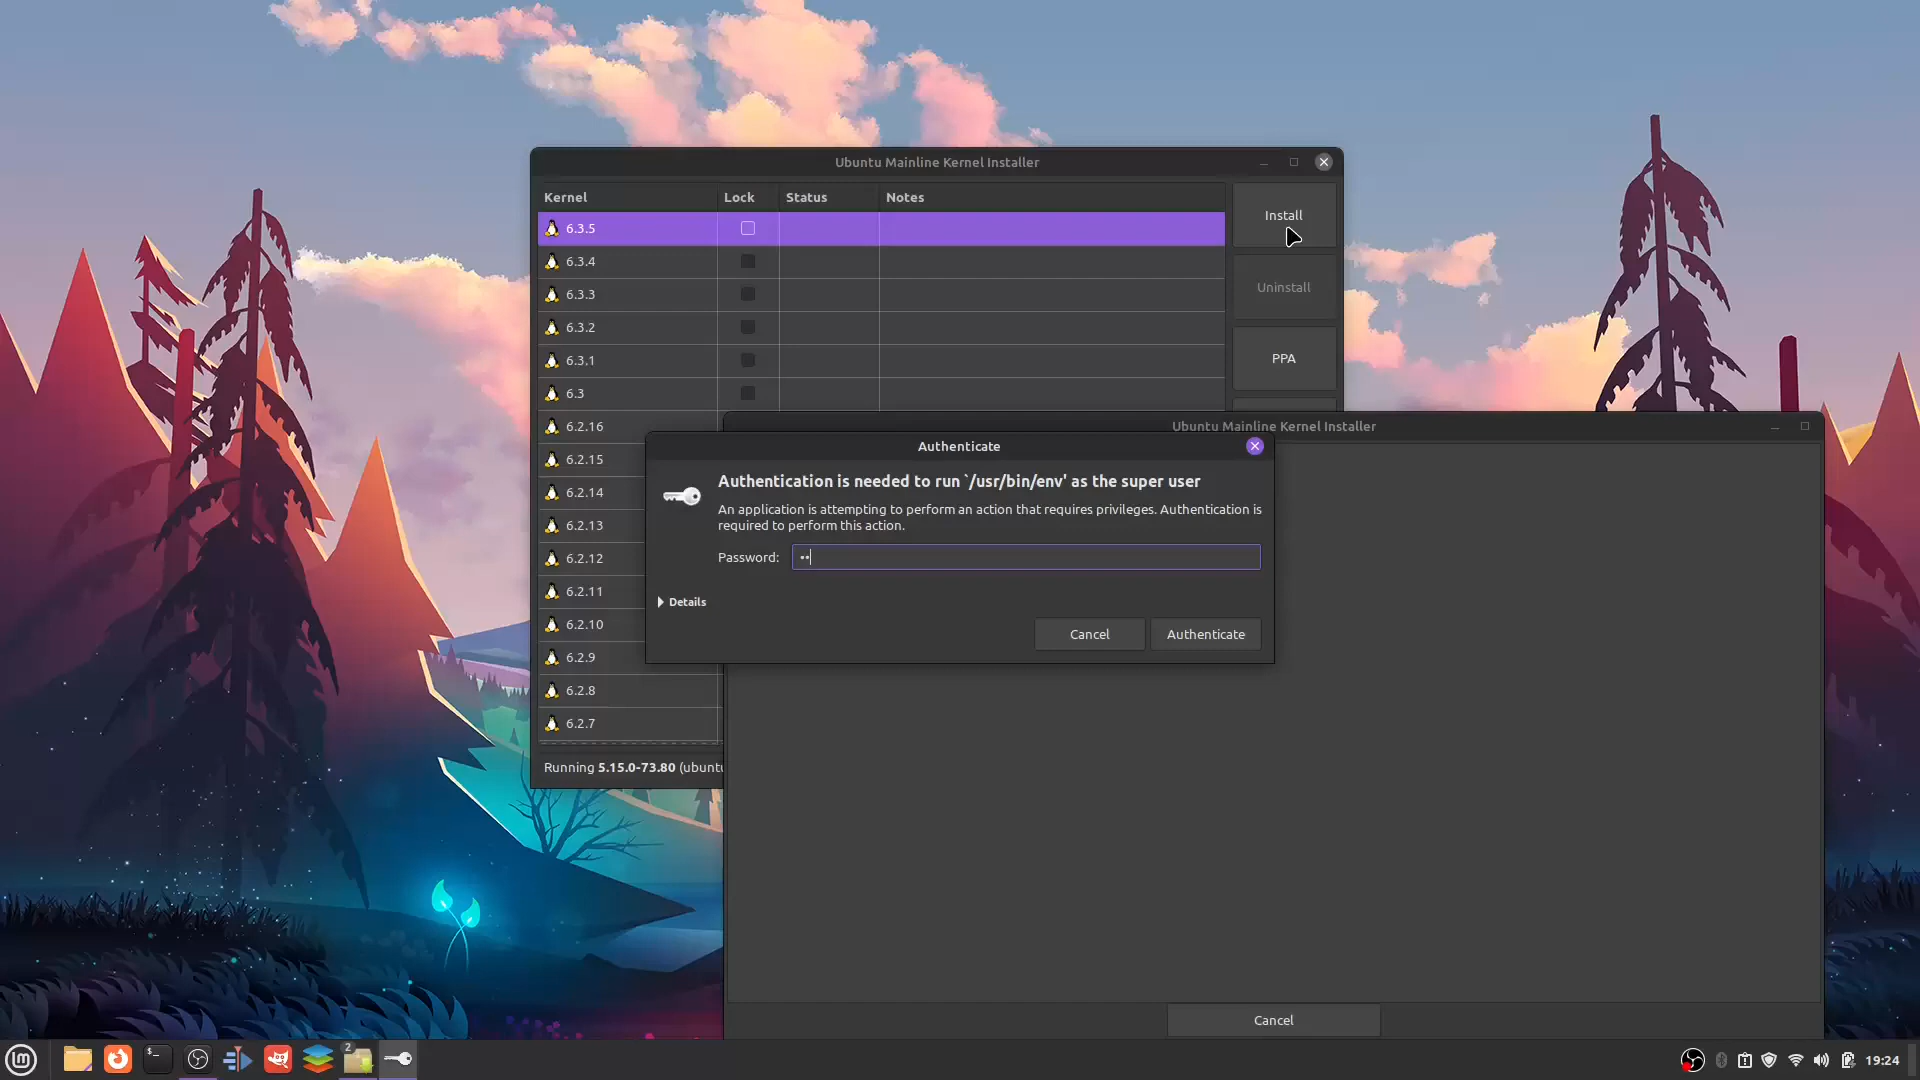 Ubuntu Mainline Kernel Installer
Kernel Lock Status Notes
6.3.5
6.3.4
6.3.3
6.3.2
6.3.1
6.3
6.2.16
6.2.15
6.2.14
6.2.13
6.2.12
6.2.11
6.2.10
6.2.9
6.2.8
6.2.7
Running 5.15.0-73.80 (ubuntu
Install
Uninstall
PPA
Ubuntu Mainline Kernel Installer
Authenticate
Authentication is needed to run `/usr/bin/env' as the super user
An application is attempting to perform an action that requires privileges. Authentication is
required to perform this action.
Password: ••
Details
Cancel Authenticate
Cancel
2
19:24